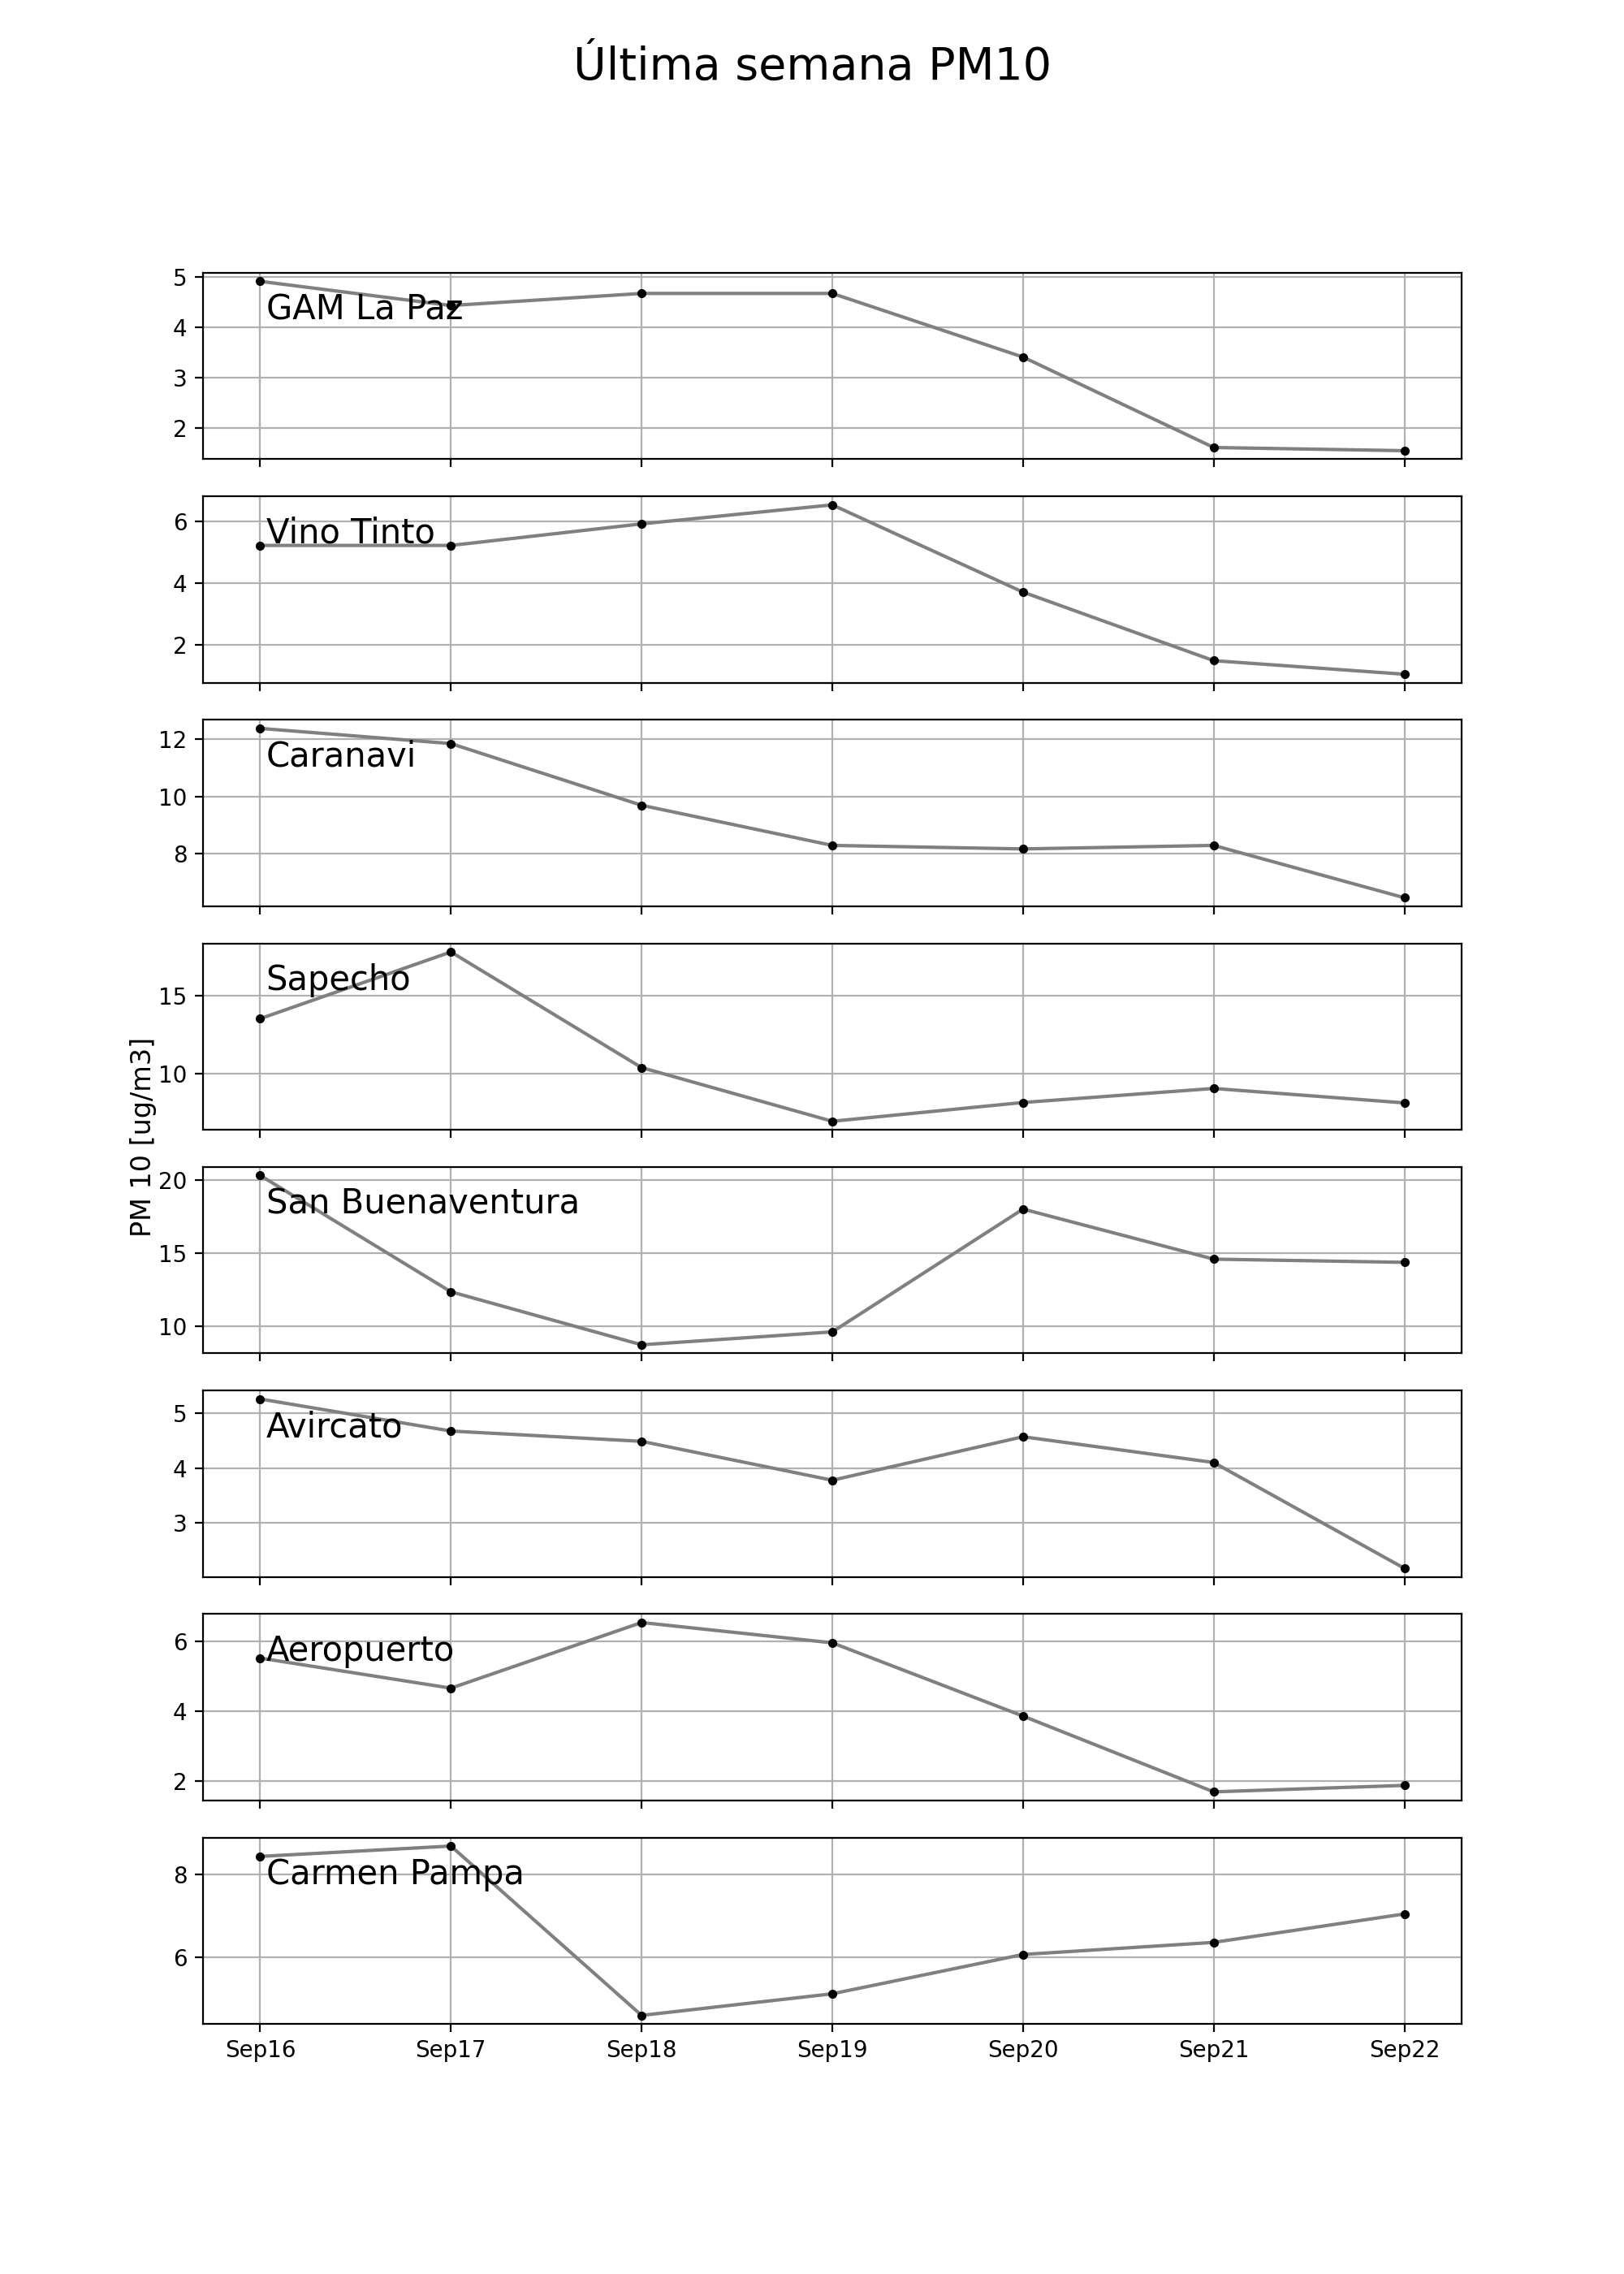 Última semana PM10
5
GAM La Paz
4
3
2
6
Vino Tinto
4
2
12
Caranavi
10
8
Sapecho
15
10
PM 10 [ug/m3]
20
San Buenaventura
15
10
5
Avircato
4
3
6
Aeropuerto
4
2
8
Carmen Pampa
6
Sep16 Sep17 Sep18 Sep19 Sep20 Sep21 Sep22